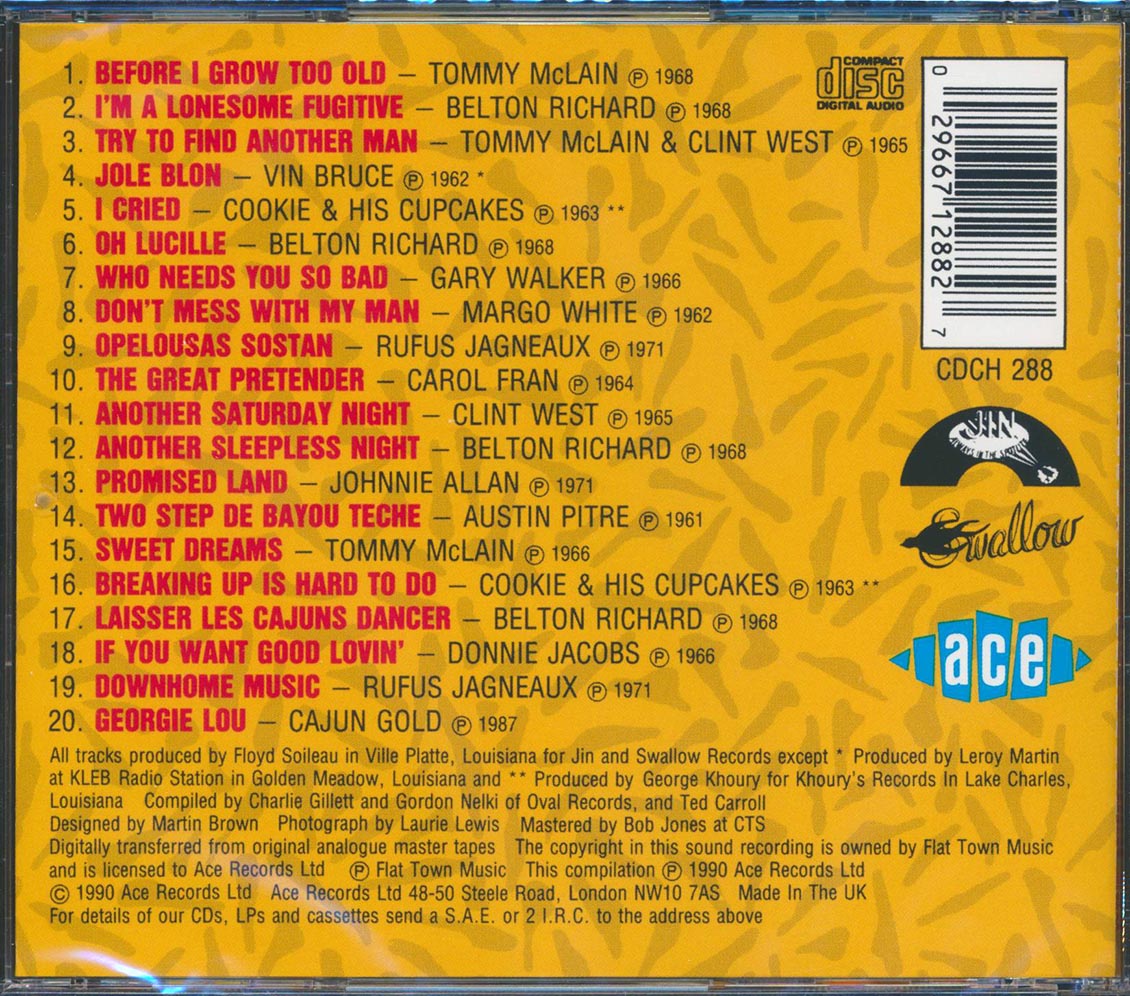 1. BEFORE I GROW TOO OLD – TOMMY McLAIN Ⓟ 1968
2. I'M A LONESOME FUGITIVE – BELTON RICHARD Ⓟ 1968
3. TRY TO FIND ANOTHER MAN – TOMMY McLAIN & CLINT WEST Ⓟ 1965
4. JOLE BLON – VIN BRUCE Ⓟ 1962 *
5. I CRIED – COOKIE & HIS CUPCAKES Ⓟ 1963 **
6. OH LUCILLE – BELTON RICHARD Ⓟ 1968
7. WHO NEEDS YOU SO BAD – GARY WALKER Ⓟ 1966
8. DON'T MESS WITH MY MAN – MARGO WHITE Ⓟ 1962
9. OPELOUSAS SOSTAN – RUFUS JAGNEAUX Ⓟ 1971
10. THE GREAT PRETENDER – CAROL FRAN Ⓟ 1964
11. ANOTHER SATURDAY NIGHT – CLINT WEST Ⓟ 1965
12. ANOTHER SLEEPLESS NIGHT – BELTON RICHARD Ⓟ 1968
13. PROMISED LAND – JOHNNIE ALLAN Ⓟ 1971
14. TWO STEP DE BAYOU TECHE – AUSTIN PITRE Ⓟ 1961
15. SWEET DREAMS – TOMMY McLAIN Ⓟ 1966
16. BREAKING UP IS HARD TO DO – COOKIE & HIS CUPCAKES Ⓟ 1963 **
17. LAISSER LES CAJUNS DANCER – BELTON RICHARD Ⓟ 1968
18. IF YOU WANT GOOD LOVIN' – DONNIE JACOBS Ⓟ 1966
19. DOWNHOME MUSIC – RUFUS JAGNEAUX Ⓟ 1971
20. GEORGIE LOU – CAJUN GOLD Ⓟ 1987
COMPACT
disc
DIGITAL AUDIO
0 29667 12882 7
CDCH 288
JIN
Swallow
ace
All tracks produced by Floyd Soileau in Ville Platte, Louisiana for Jin and Swallow Records except * Produced by Leroy Martin
at KLEB Radio Station in Golden Meadow, Louisiana and ** Produced by George Khoury for Khoury's Records In Lake Charles,
Louisiana Compiled by Charlie Gillett and Gordon Nelki of Oval Records, and Ted Carroll
Designed by Martin Brown Photograph by Laurie Lewis Mastered by Bob Jones at CTS
Digitally transferred from original analogue master tapes The copyright in this sound recording is owned by Flat Town Music
and is licensed to Ace Records Ltd Ⓟ Flat Town Music This compilation Ⓟ 1990 Ace Records Ltd
© 1990 Ace Records Ltd Ace Records Ltd 48-50 Steele Road, London NW10 7AS Made In The UK
For details of our CDs, LPs and cassettes send a S.A.E. or 2 I.R.C. to the address above